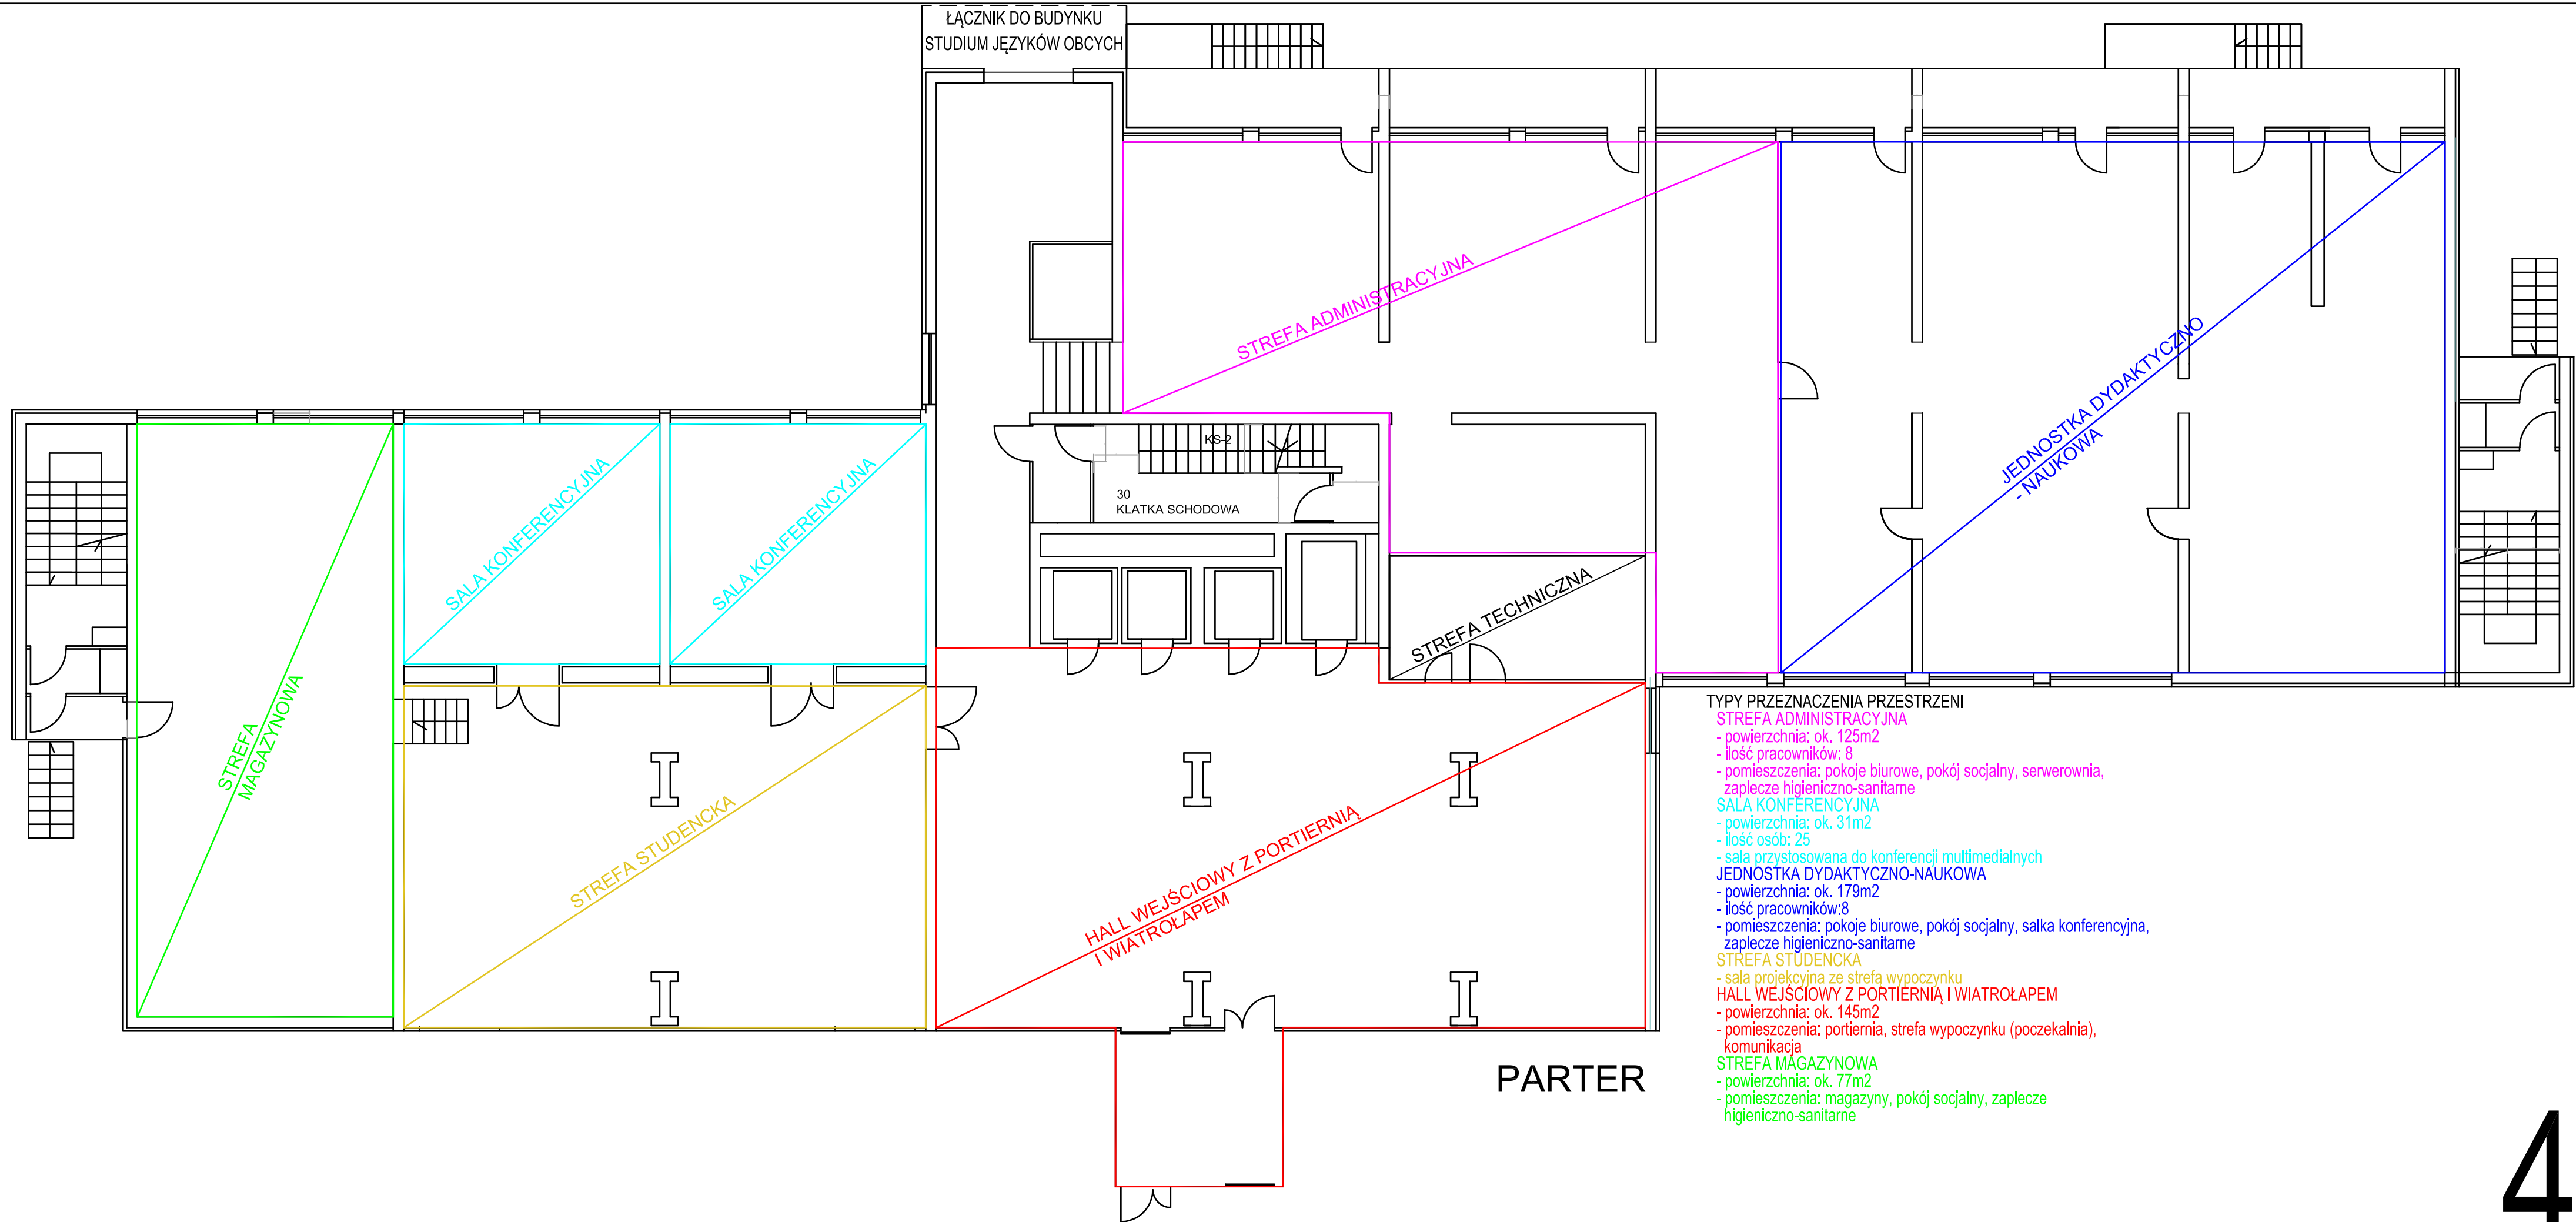 ŁĄCZNIK DO BUDYNKU
STUDIUM JĘZYKÓW OBCYCH
STREFA ADMINISTRACYJNA
JEDNOSTKA DYDAKTYCZNO
- NAUKOWA
KS-2
30
KLATKA SCHODOWA
SALA KONFERENCYJNA
SALA KONFERENCYJNA
STREFA TECHNICZNA
STREFA
MAGAZYNOWA
STREFA STUDENCKA
HALL WEJŚCIOWY Z PORTIERNIĄ
I WIATROŁAPEM
TYPY PRZEZNACZENIA PRZESTRZENI
STREFA ADMINISTRACYJNA
- powierzchnia: ok. 125m2
- ilość pracowników: 8
- pomieszczenia: pokoje biurowe, pokój socjalny, serwerownia,
zaplecze higieniczno-sanitarne
SALA KONFERENCYJNA
- powierzchnia: ok. 31m2
- ilość osób: 25
- sala przystosowana do konferencji multimedialnych
JEDNOSTKA DYDAKTYCZNO-NAUKOWA
- powierzchnia: ok. 179m2
- ilość pracowników:8
- pomieszczenia: pokoje biurowe, pokój socjalny, salka konferencyjna,
zaplecze higieniczno-sanitarne
STREFA STUDENCKA
- sala projekcyjna ze strefą wypoczynku
HALL WEJŚCIOWY Z PORTIERNIĄ I WIATROŁAPEM
- powierzchnia: ok. 145m2
- pomieszczenia: portiernia, strefa wypoczynku (poczekalnia),
komunikacja
STREFA MAGAZYNOWA
- powierzchnia: ok. 77m2
- pomieszczenia: magazyny, pokój socjalny, zaplecze
higieniczno-sanitarne
PARTER
4